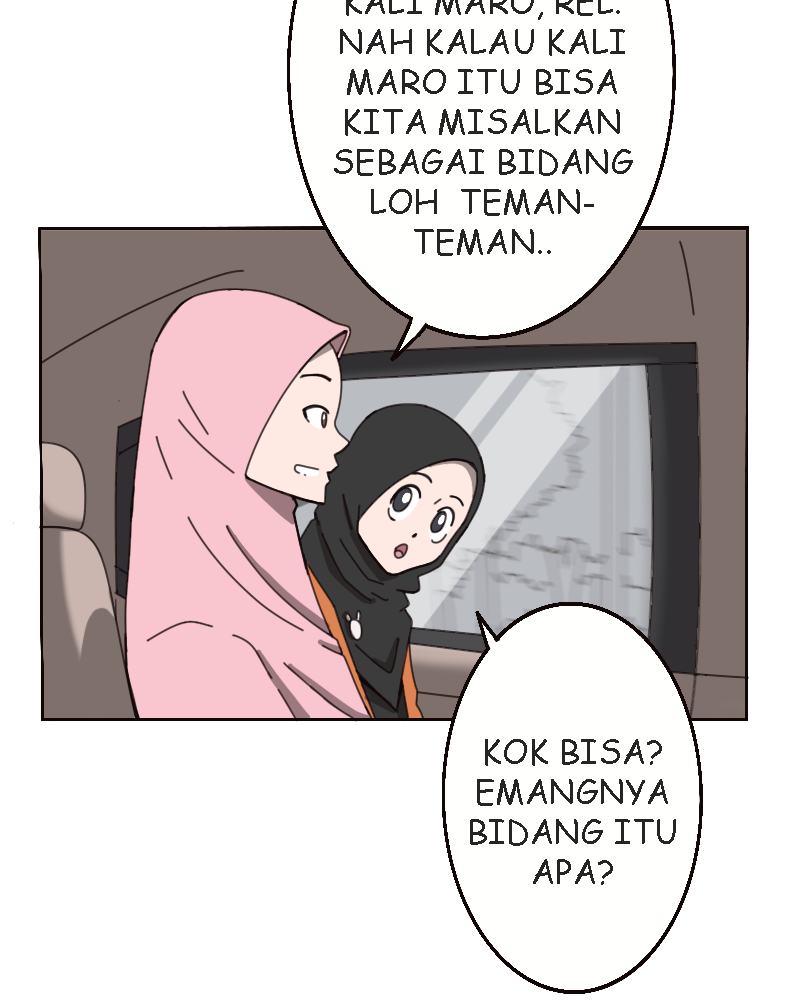 KALI MARO, REL.
NAH KALAU KALI
MARO ITU BISA
KITA MISALKAN
SEBAGAI BIDANG
LOH TEMAN-
TEMAN..
KOK BISA?
EMANGNYA
BIDANG ITU
APA?